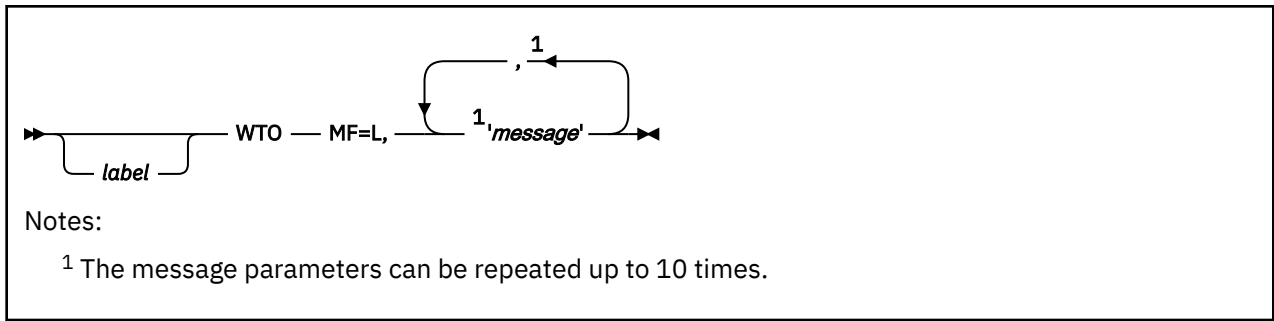 , 1
WTO MF=L, 1 'message'
label
Notes:
1 The message parameters can be repeated up to 10 times.